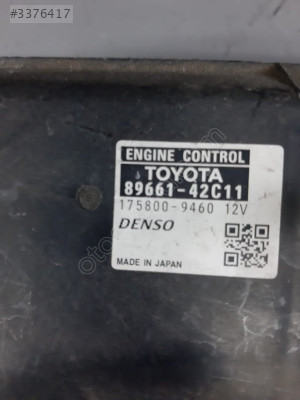 #3376417
ENGINE CONTROL
TOYOTA
89661-42C11
175800-9460 12V
DENSO
MADE IN JAPAN